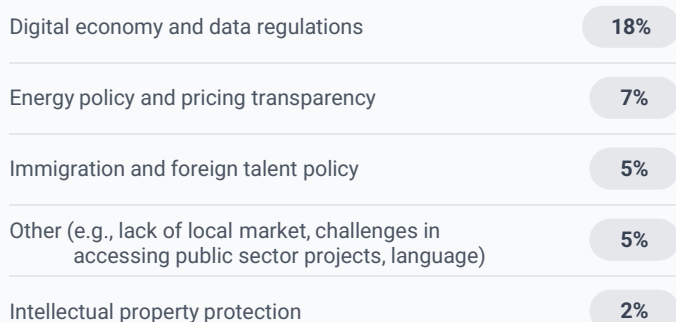 Digital economy and data regulations 18%
Energy policy and pricing transparency 7%
Immigration and foreign talent policy 5%
Other (e.g., lack of local market, challenges in
accessing public sector projects, language) 5%
Intellectual property protection 2%